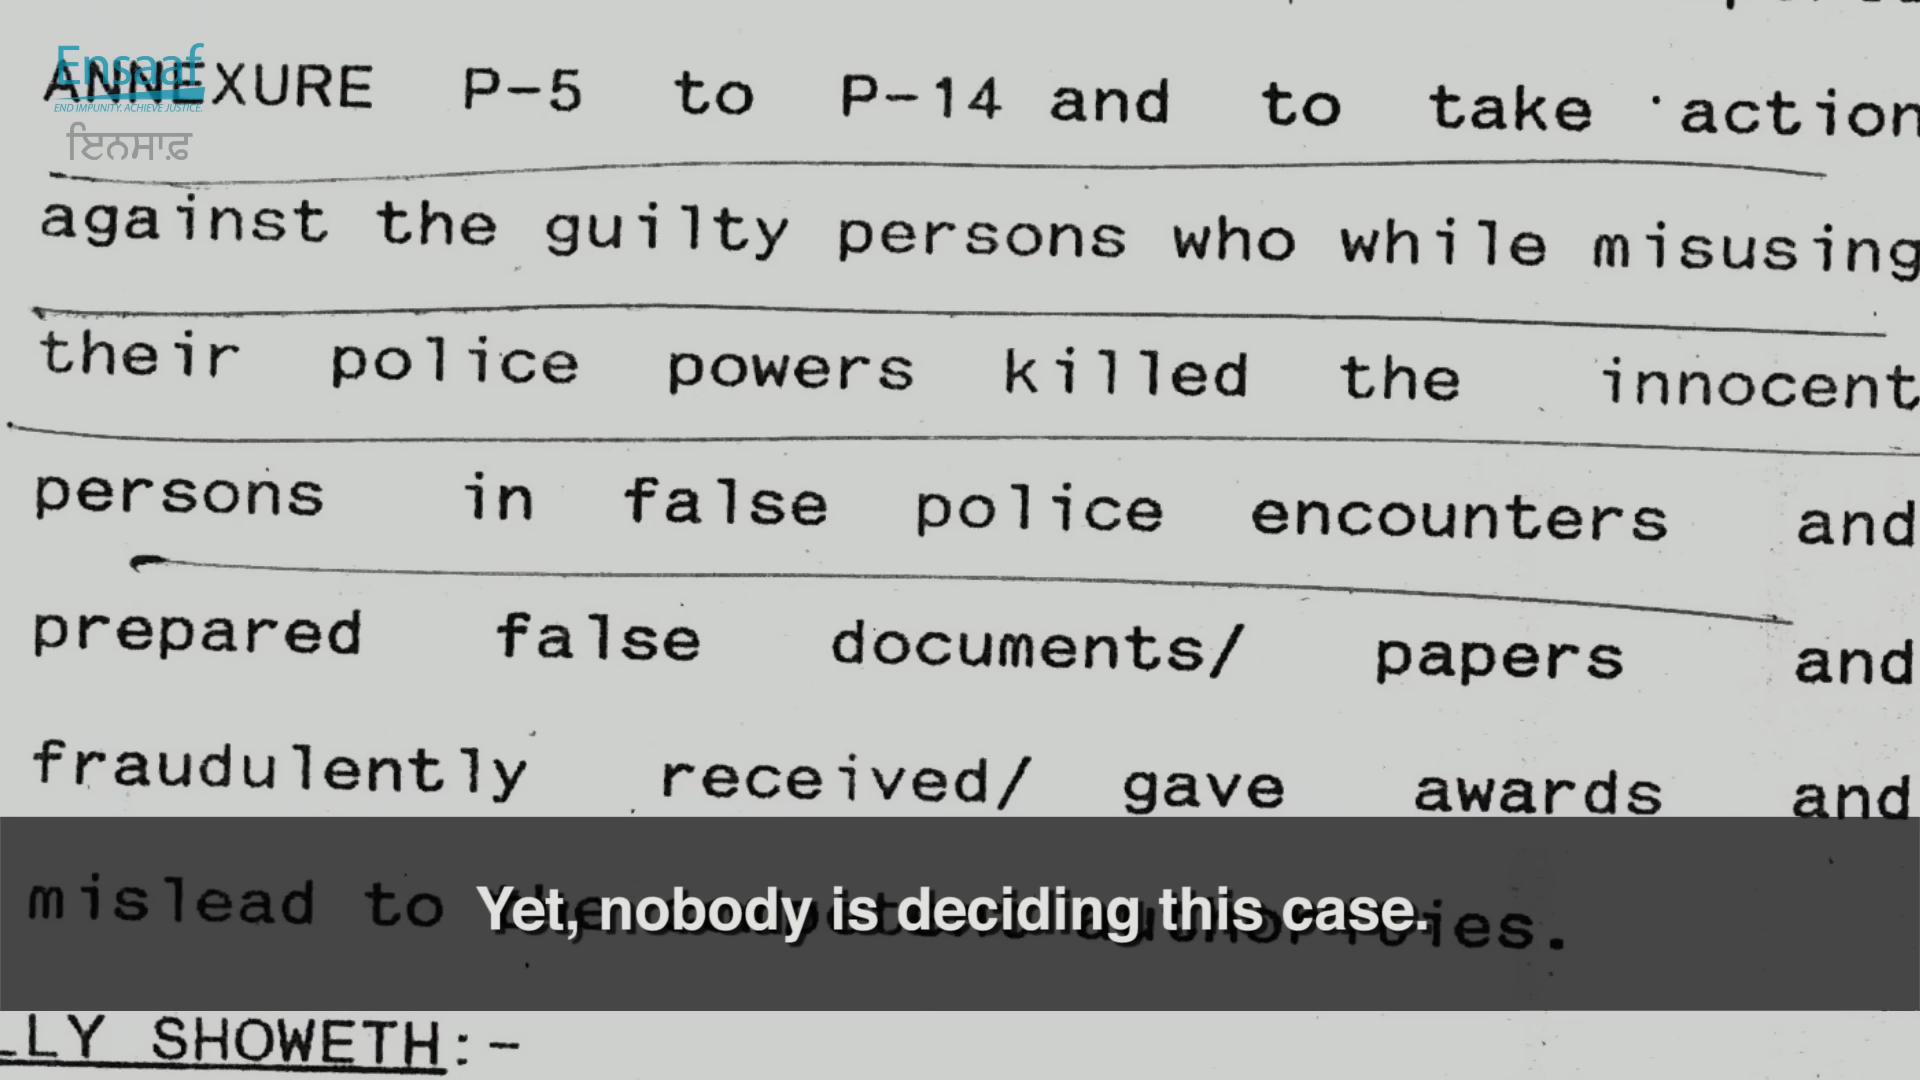 Ensaaf
END IMPUNITY. ACHIEVE JUSTICE.
ਇਨਸਾਫ਼
ANNEXURE P-5 to P-14 and to take action
against the guilty persons who while misusing
their police powers killed the innocent
persons in false police encounters and
prepared false documents/ papers and
fraudulently received/ gave awards and
mislead to
Yet, nobody is deciding this case.
LLY SHOWETH:-